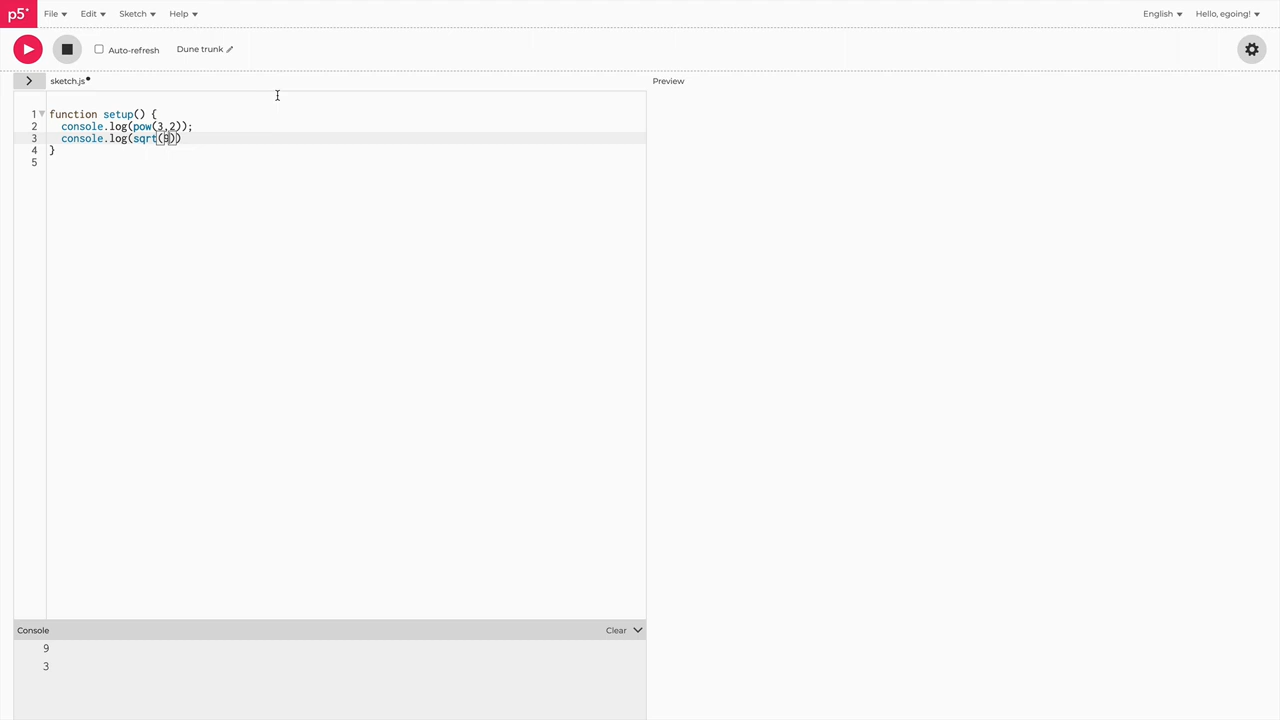 p5* File Edit Sketch Help English Hello, egoing!
Auto-refresh Dune trunk
sketch.js Preview
1 function setup() {
2 console.log(pow(3,2));
3 console.log(sqrt(9))
4 }
5
Console Clear
9
3